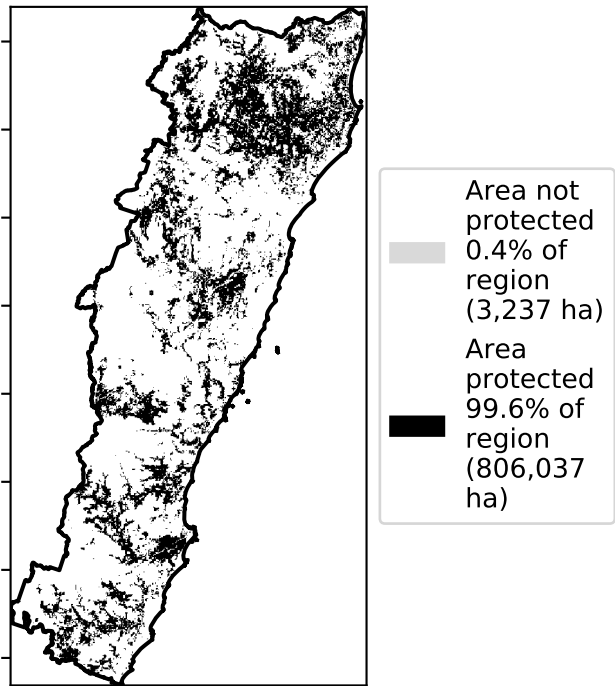 Area not
protected
0.4% of
region
(3,237 ha)
Area
protected
99.6% of
region
(806,037
ha)